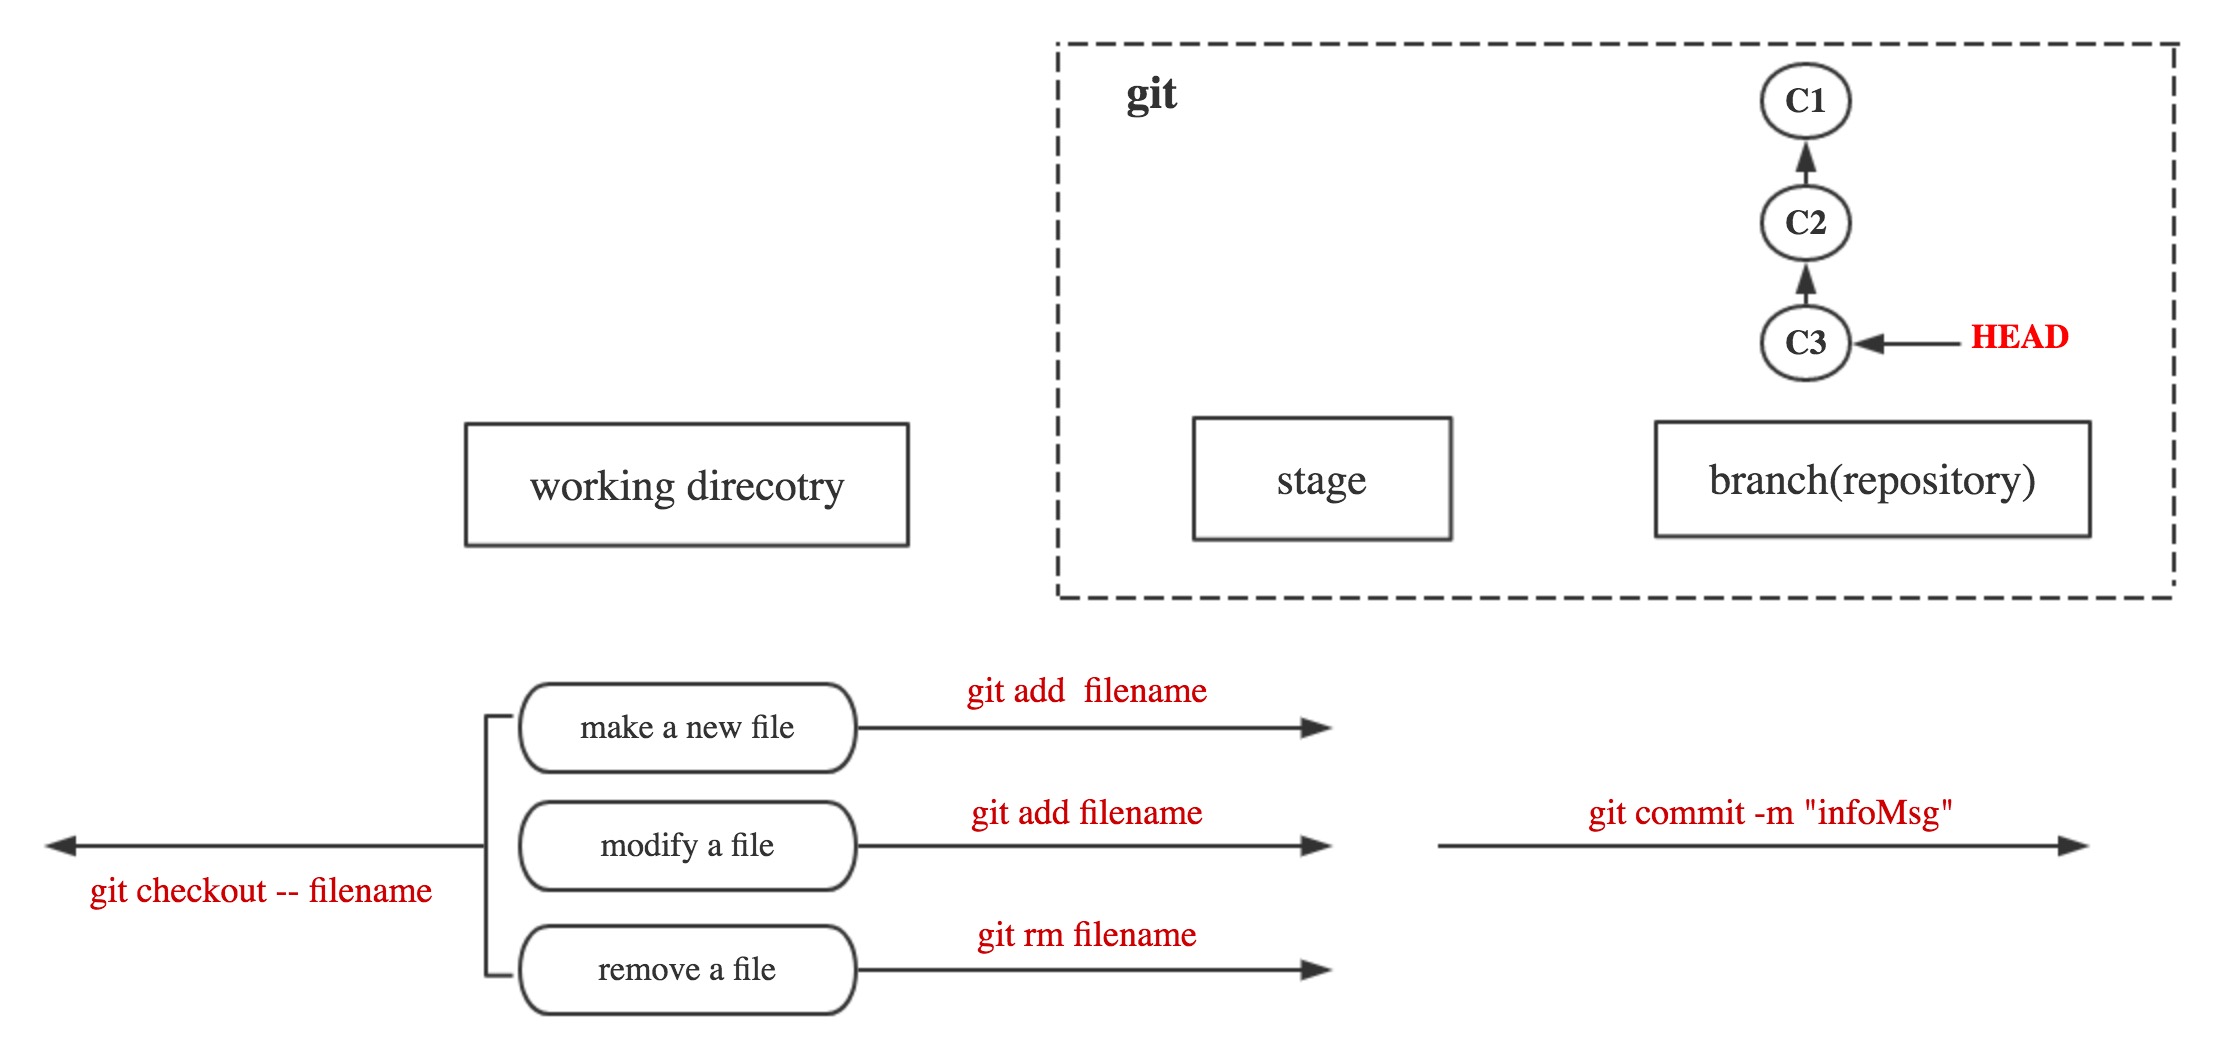 git
C1
C2
C3
HEAD
working direcotry
stage
branch(repository)
make a new file
git add  filename
modify a file
git add filename
git commit -m "infoMsg"
git checkout -- filename
remove a file
git rm filename